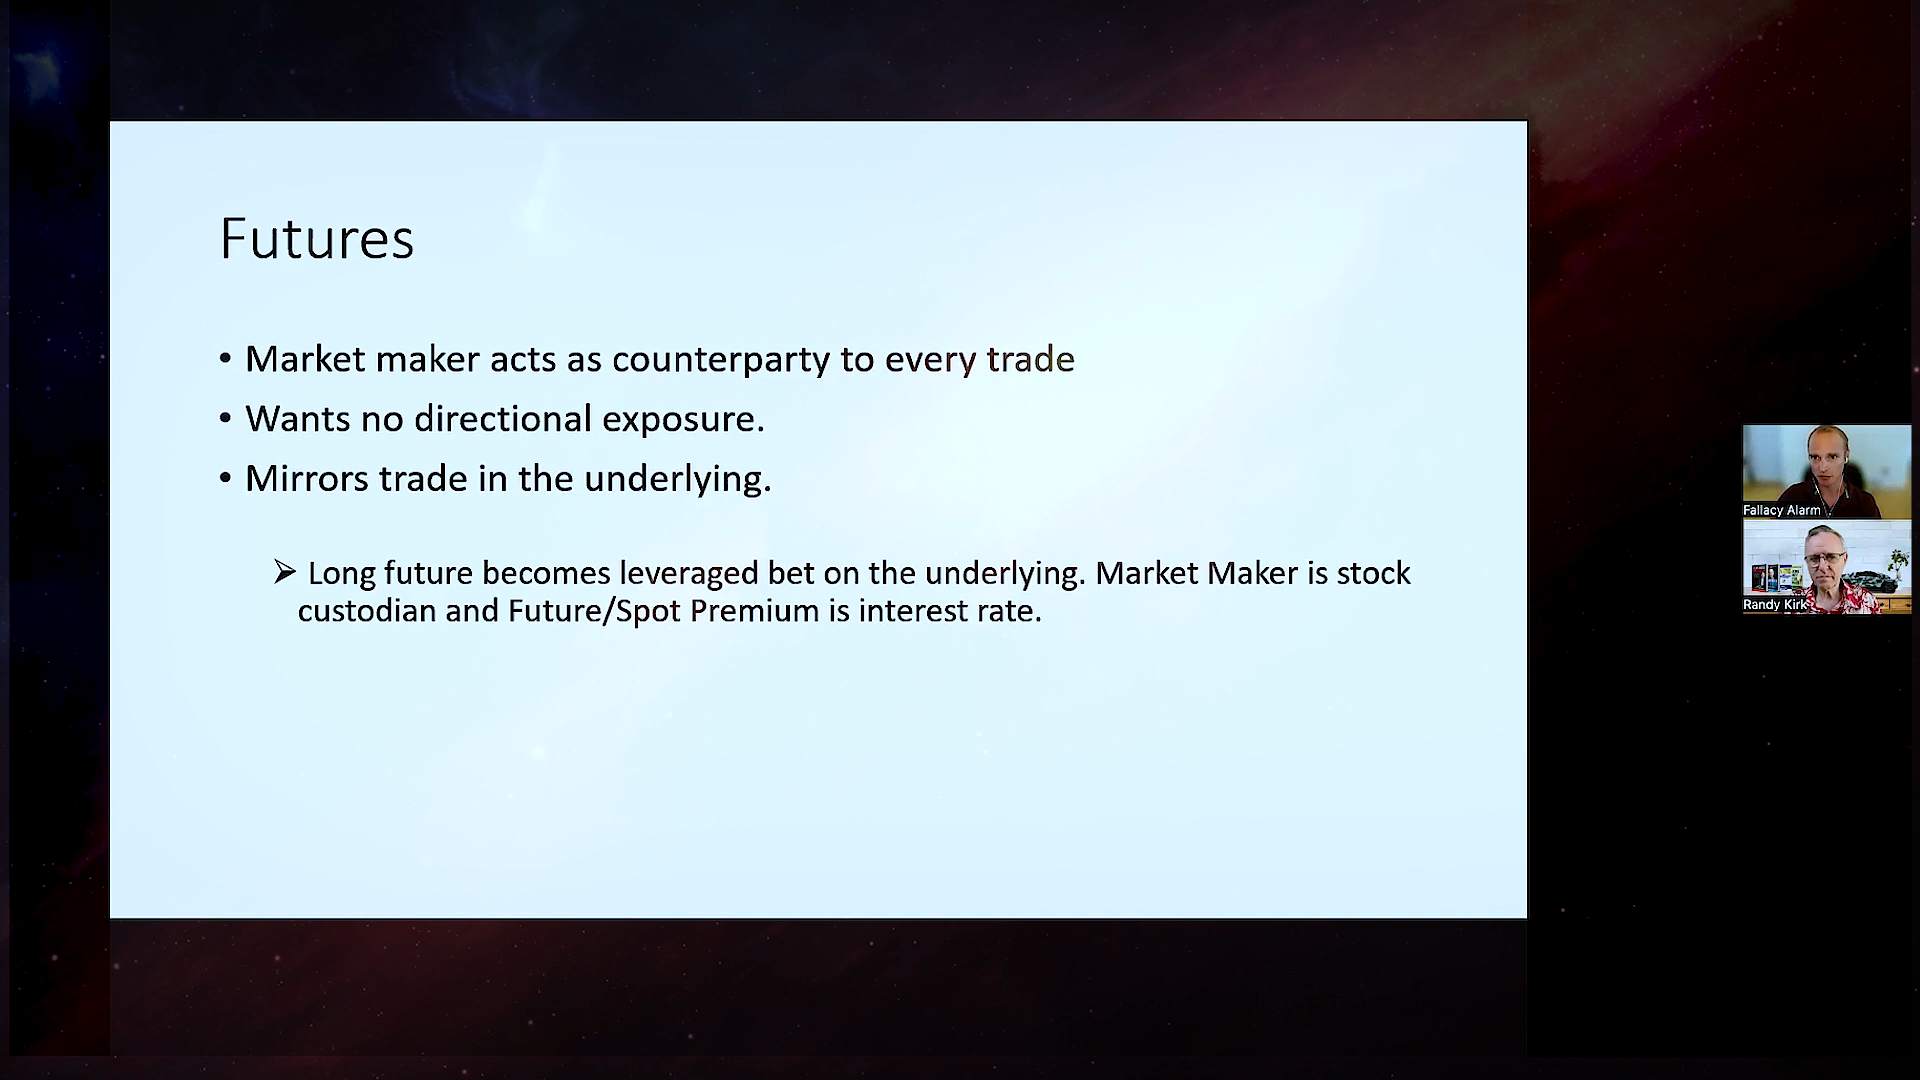 Futures
• Market maker acts as counterparty to every trade
• Wants no directional exposure.
• Mirrors trade in the underlying.
➢ Long future becomes leveraged bet on the underlying. Market Maker is stock
custodian and Future/Spot Premium is interest rate.
Fallacy Alarm
Randy Kirk